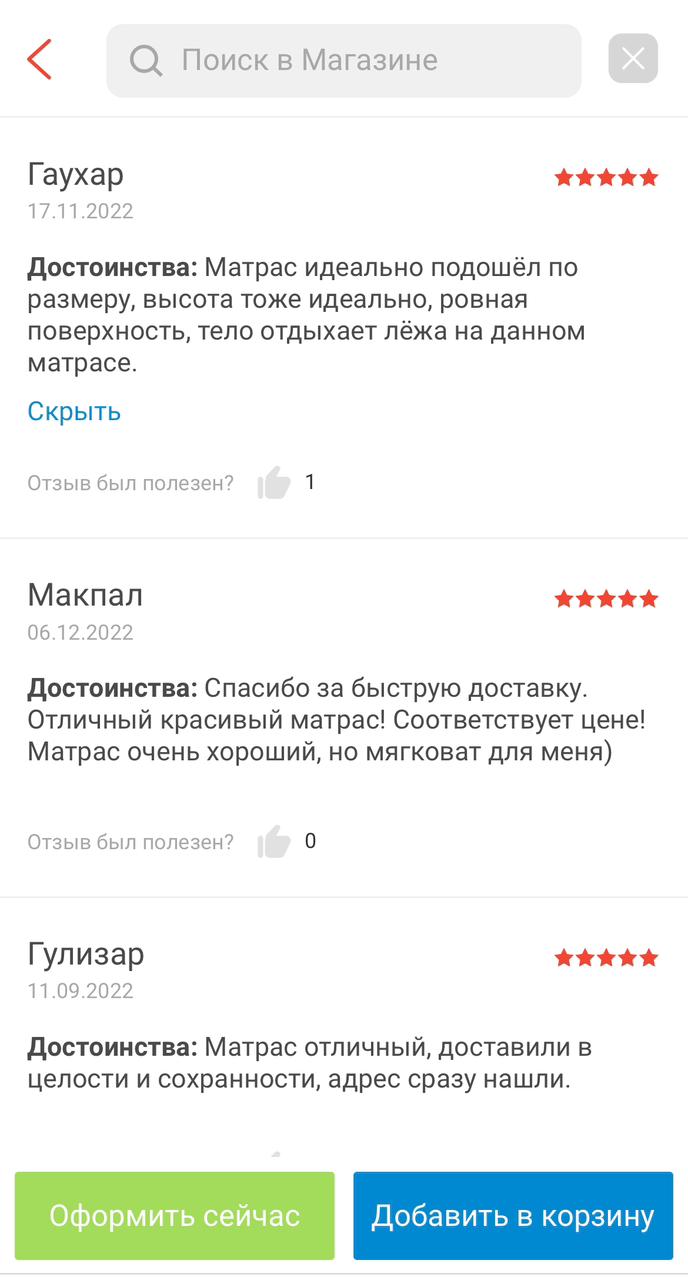 Поиск в Магазине
Гаухар
17.11.2022
Достоинства: Матрас идеально подошёл по
размеру, высота тоже идеально, ровная
поверхность, тело отдыхает лёжа на данном
матрасе.
Скрыть
Отзыв был полезен? 1
Макпал
06.12.2022
Достоинства: Спасибо за быструю доставку.
Отличный красивый матрас! Соответствует цене!
Матрас очень хороший, но мягковат для меня)
Отзыв был полезен? 0
Гулизар
11.09.2022
Достоинства: Матрас отличный, доставили в
целости и сохранности, адрес сразу нашли.
Оформить сейчас
Добавить в корзину